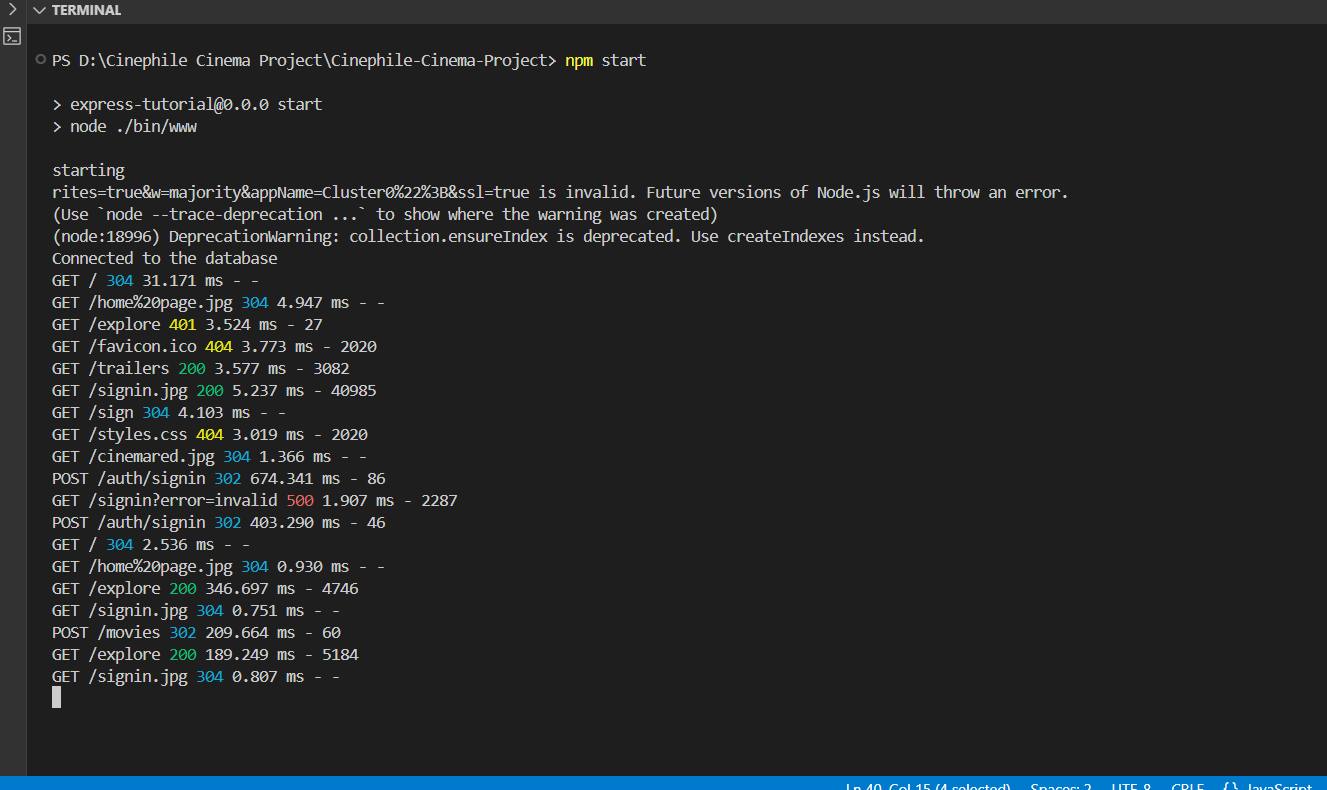 TERMINAL
PS D:\Cinephile Cinema Project\Cinephile-Cinema-Project> npm start
> express-tutorial@0.0.0 start
> node ./bin/www
starting
rites=true&w=majority&appName=Cluster0%22%3B&ssl=true is invalid. Future versions of Node.js will throw an error.
(Use `node --trace-deprecation ...` to show where the warning was created)
(node:18996) DeprecationWarning: collection.ensureIndex is deprecated. Use createIndexes instead.
Connected to the database
GET / 304 31.171 ms - -
GET /home%20page.jpg 304 4.947 ms - -
GET /explore 401 3.524 ms - 27
GET /favicon.ico 404 3.773 ms - 2020
GET /trailers 200 3.577 ms - 3082
GET /signin.jpg 200 5.237 ms - 40985
GET /sign 304 4.103 ms - -
GET /styles.css 404 3.019 ms - 2020
GET /cinemared.jpg 304 1.366 ms - -
POST /auth/signin 302 674.341 ms - 86
GET /signin?error=invalid 500 1.907 ms - 2287
POST /auth/signin 302 403.290 ms - 46
GET / 304 2.536 ms - -
GET /home%20page.jpg 304 0.930 ms - -
GET /explore 200 346.697 ms - 4746
GET /signin.jpg 304 0.751 ms - -
POST /movies 302 209.664 ms - 60
GET /explore 200 189.249 ms - 5184
GET /signin.jpg 304 0.807 ms - -
Ln 40, Col 15 (4 selected) Spaces: 2 UTF-8 CRLF {} JavaScript